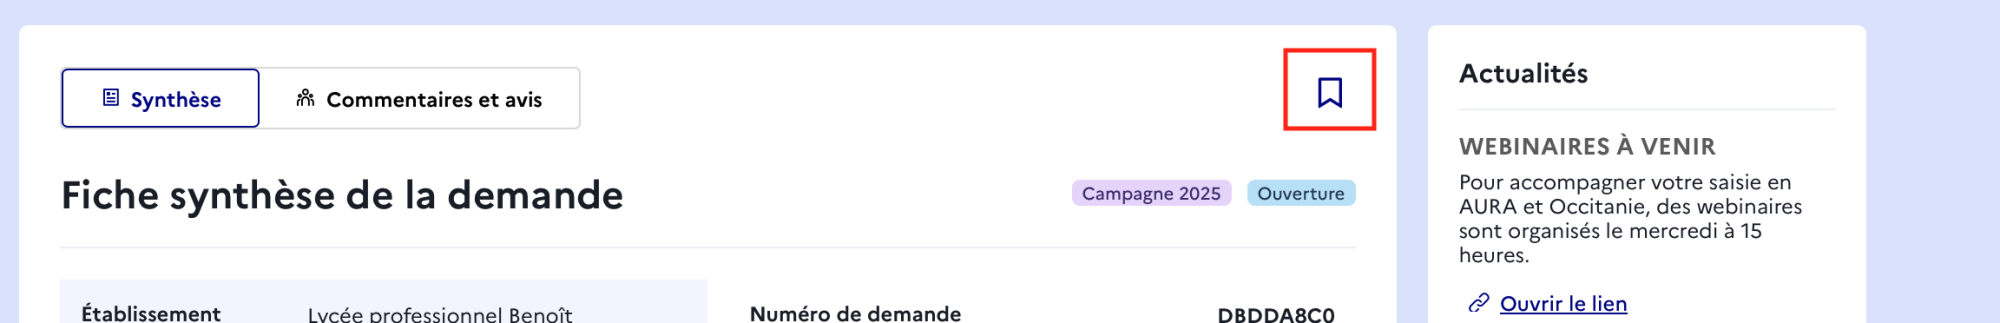 Synthèse
Commentaires et avis
Fiche synthèse de la demande
Campagne 2025
Ouverture
Établissement
Lycée professionnel Benoît
Numéro de demande
DBDDA8C0
Actualités
WEBINAIRES À VENIR
Pour accompagner votre saisie en
AURA et Occitanie, des webinaires
sont organisés le mercredi à 15
heures.
Ouvrir le lien